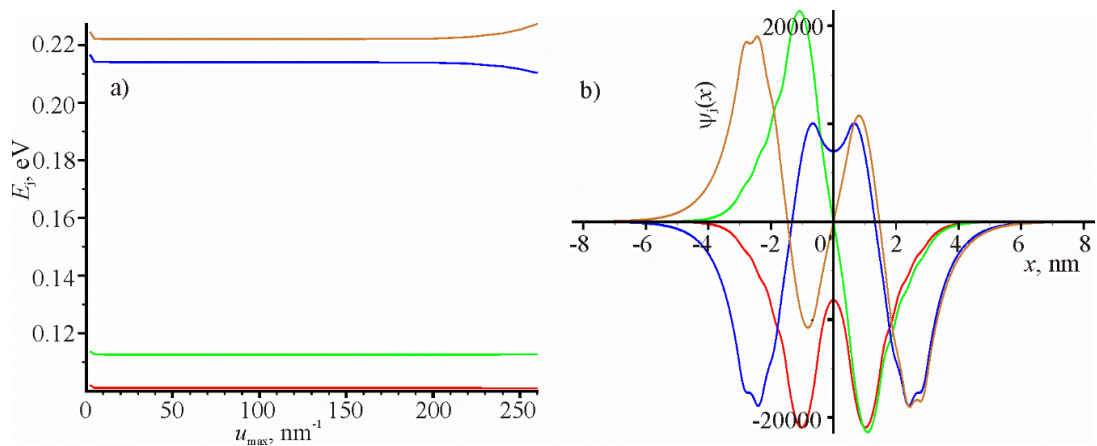 0.22
0.20
0.18
0.16
0.14
0.12
E_j, eV
a)
0 50 100 150 200 250
u_max, nm⁻¹
b)
ψ_j(x)
20000
-8 -6 -4 -2 0 2 4 6 8
x, nm
-20000